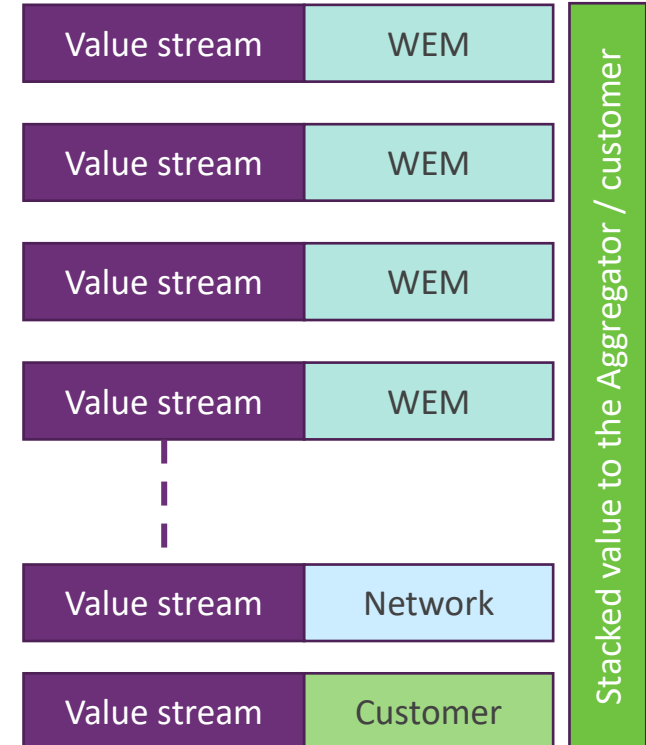 Value stream WEM
Value stream WEM
Value stream WEM
Value stream WEM
Value stream Network
Value stream Customer
Stacked value to the Aggregator / customer